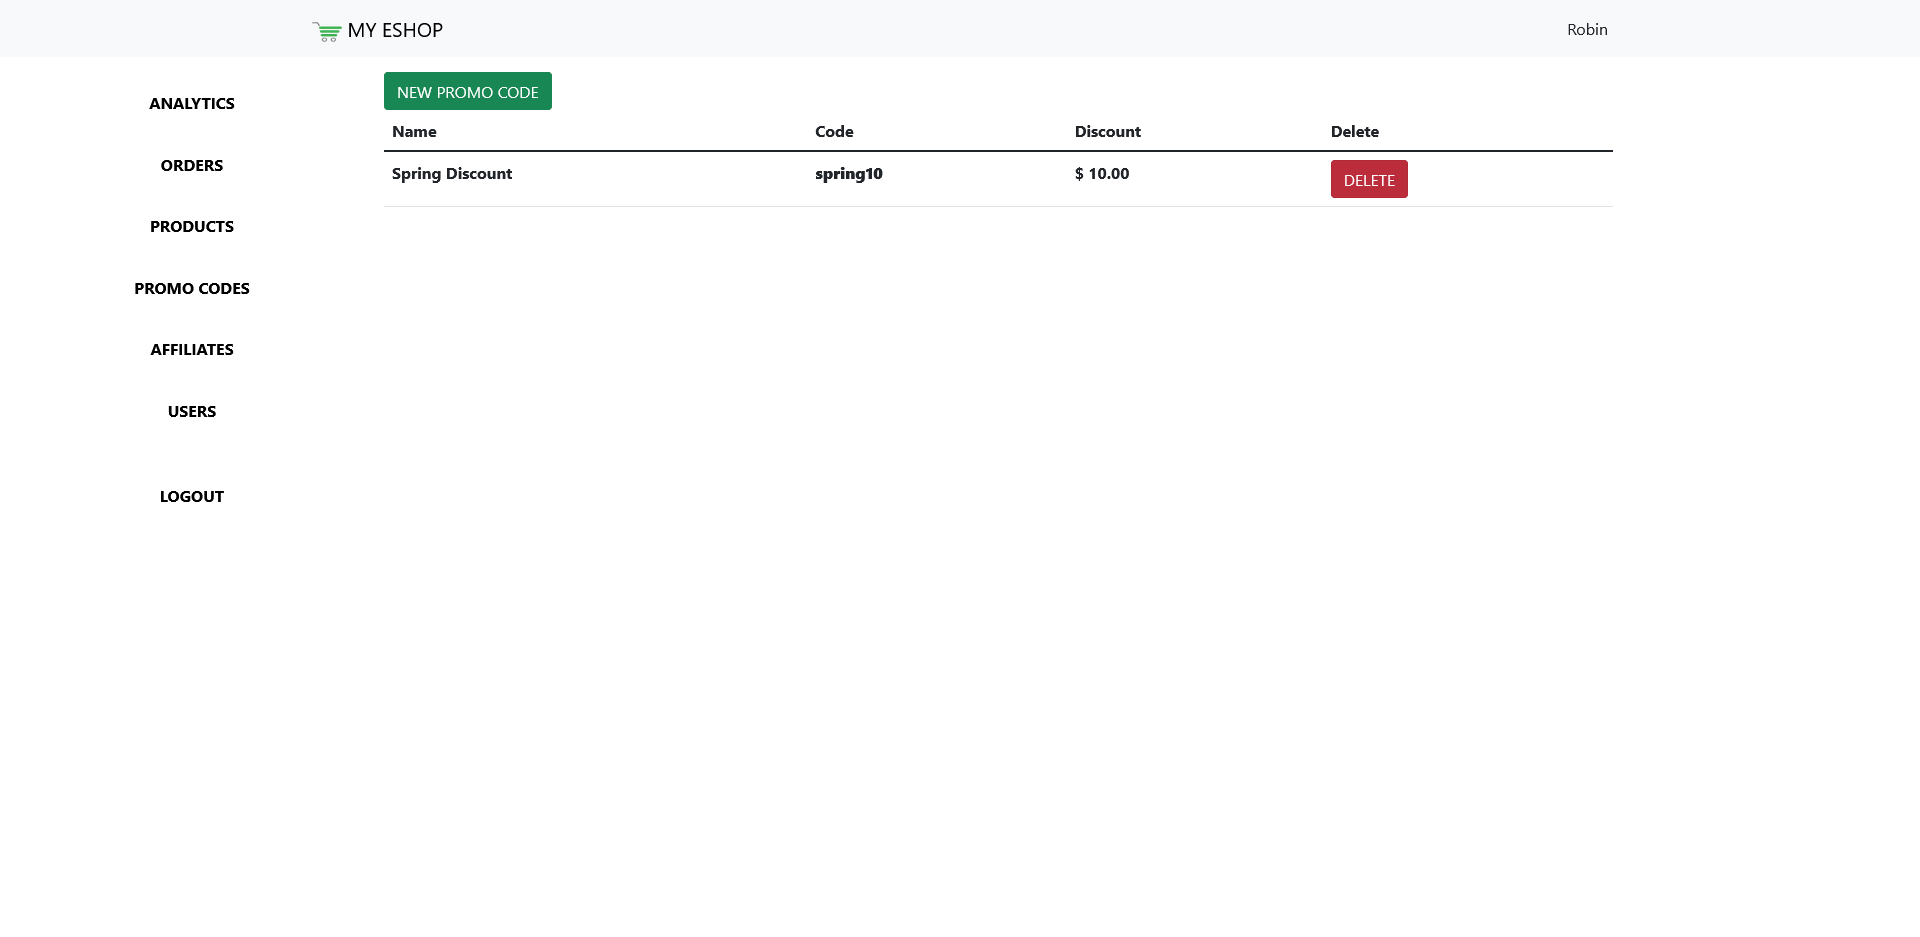 MY ESHOP
Robin
ANALYTICS
ORDERS
PRODUCTS
PROMO CODES
AFFILIATES
USERS
LOGOUT
NEW PROMO CODE
Name Code Discount Delete
Spring Discount spring10 $ 10.00 DELETE